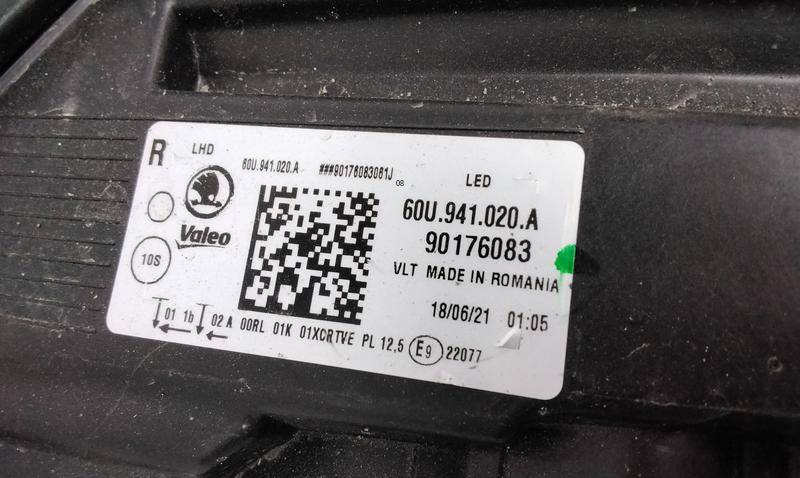 R LHD
60U.941.020.A ###90176083061J 08
Valeo
10S
LED
60U.941.020.A
90176083
VLT MADE IN ROMANIA
18/06/21 01:05
01 1b 02 A 00RL 01K 01XCRTVE PL 12,5 E9 22077